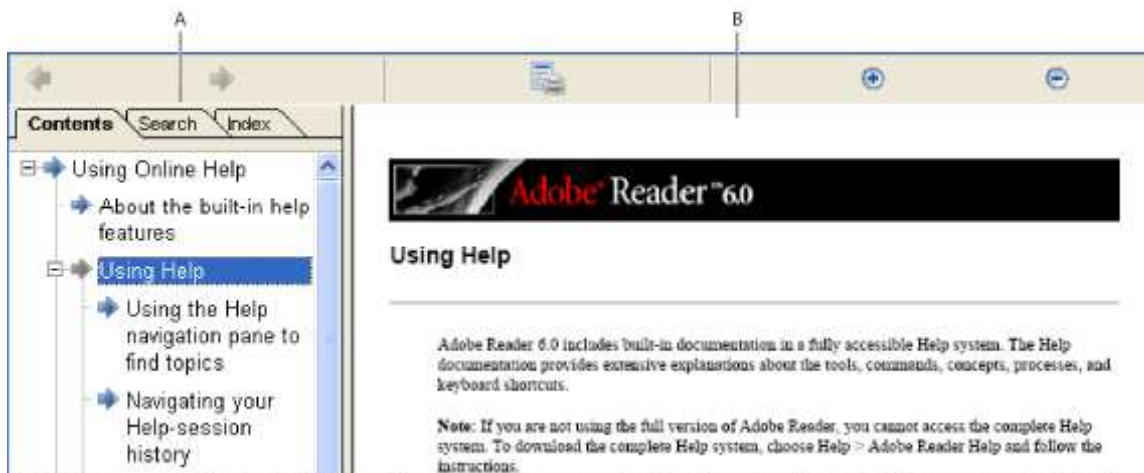 A
B
Contents Search Index
Using Online Help
About the built-in help
features
Using Help
Using the Help
navigation pane to
find topics
Navigating your
Help-session
history
Adobe® Reader™ 6.0
Using Help
Adobe Reader 6.0 includes built-in documentation in a fully accessible Help system. The Help
documentation provides extensive explanations about the tools, commands, concepts, processes, and
keyboard shortcuts.
Note: If you are not using the full version of Adobe Reader, you cannot access the complete Help
system. To download the complete Help system, choose Help > Adobe Reader Help and follow the
instructions.